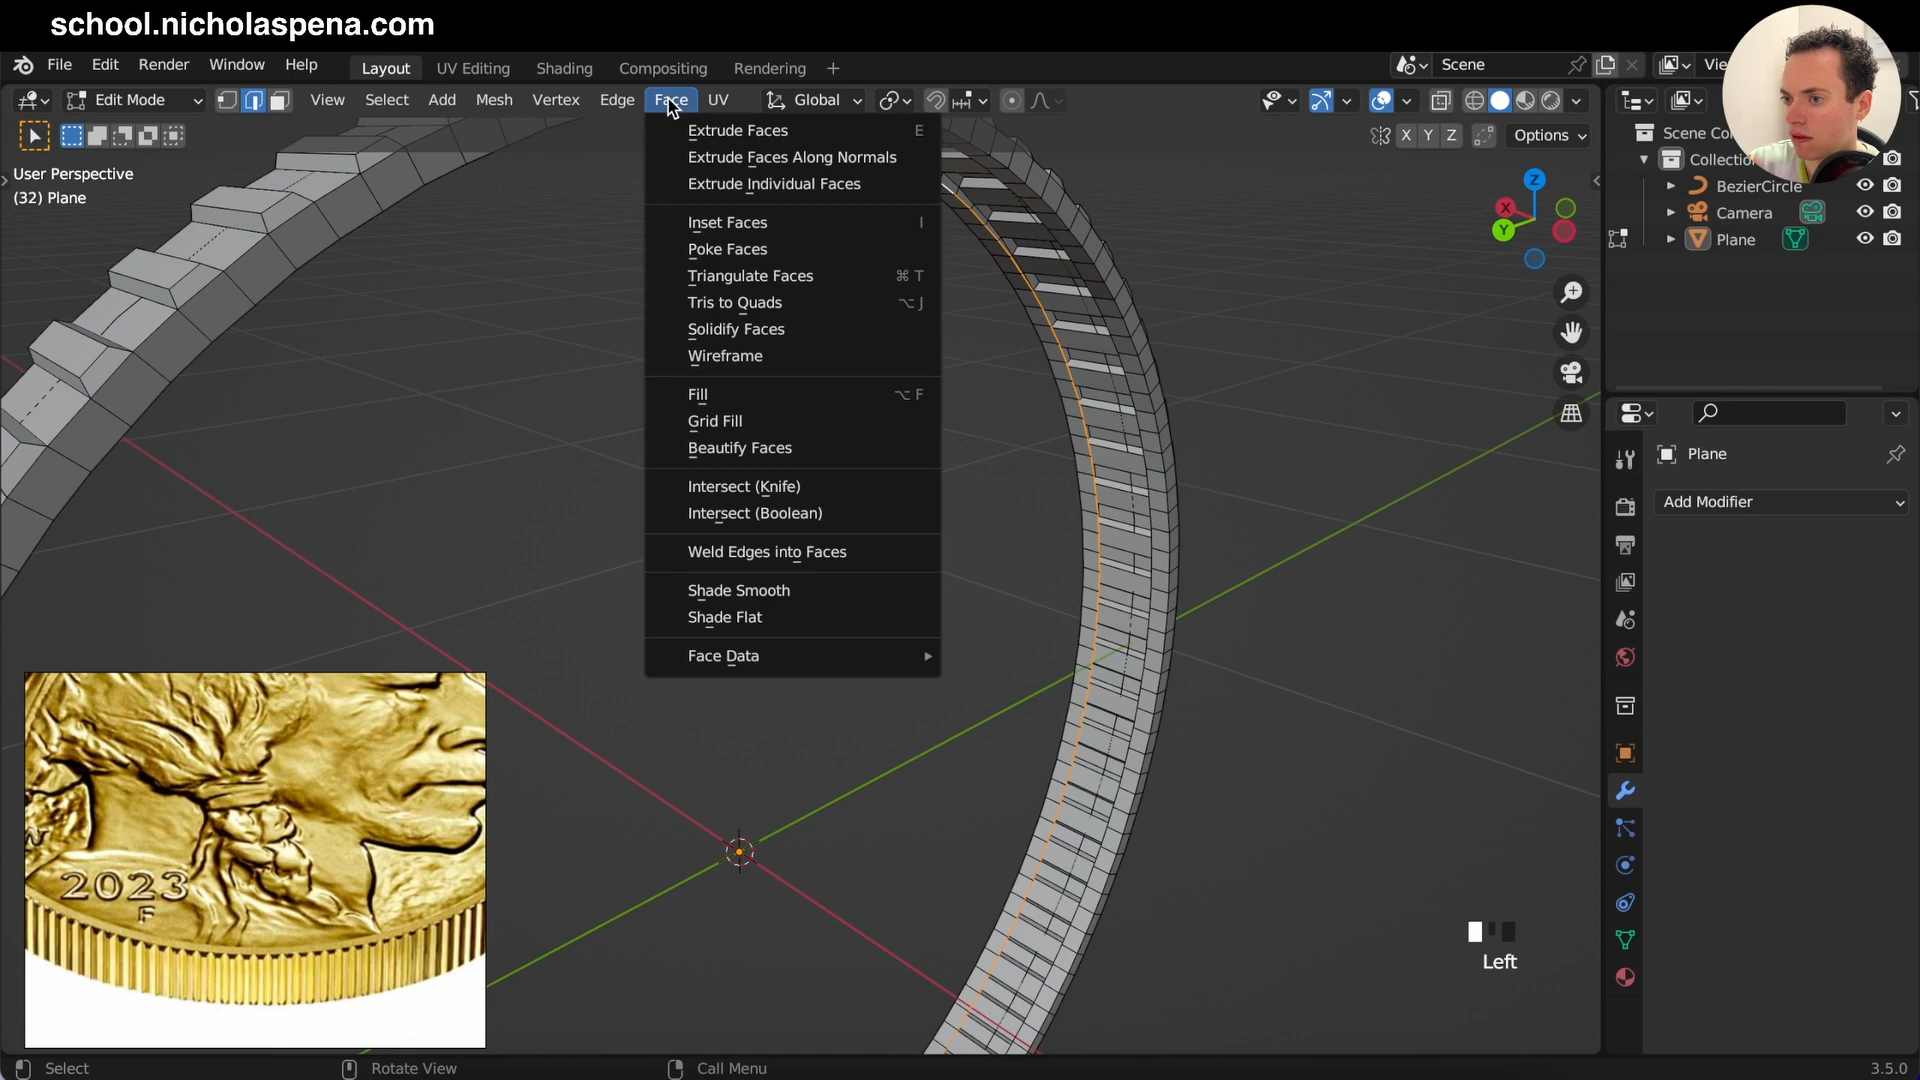 school.nicholaspena.com
File Edit Render Window Help Layout UV Editing Shading Compositing Rendering + Scene
Edit Mode View Select Add Mesh Vertex Edge Face UV Global
X Y Z Options
User Perspective
(32) Plane
Extrude Faces E
Extrude Faces Along Normals
Extrude Individual Faces
Inset Faces I
Poke Faces
Triangulate Faces ⌘ T
Tris to Quads ⌥ J
Solidify Faces
Wireframe
Fill ⌥ F
Grid Fill
Beautify Faces
Intersect (Knife)
Intersect (Boolean)
Weld Edges into Faces
Shade Smooth
Shade Flat
Face Data
Z
X
Y
BezierCircle
Camera
Plane
Plane
Add Modifier
2023
F
Left
Select Rotate View Call Menu 3.5.0